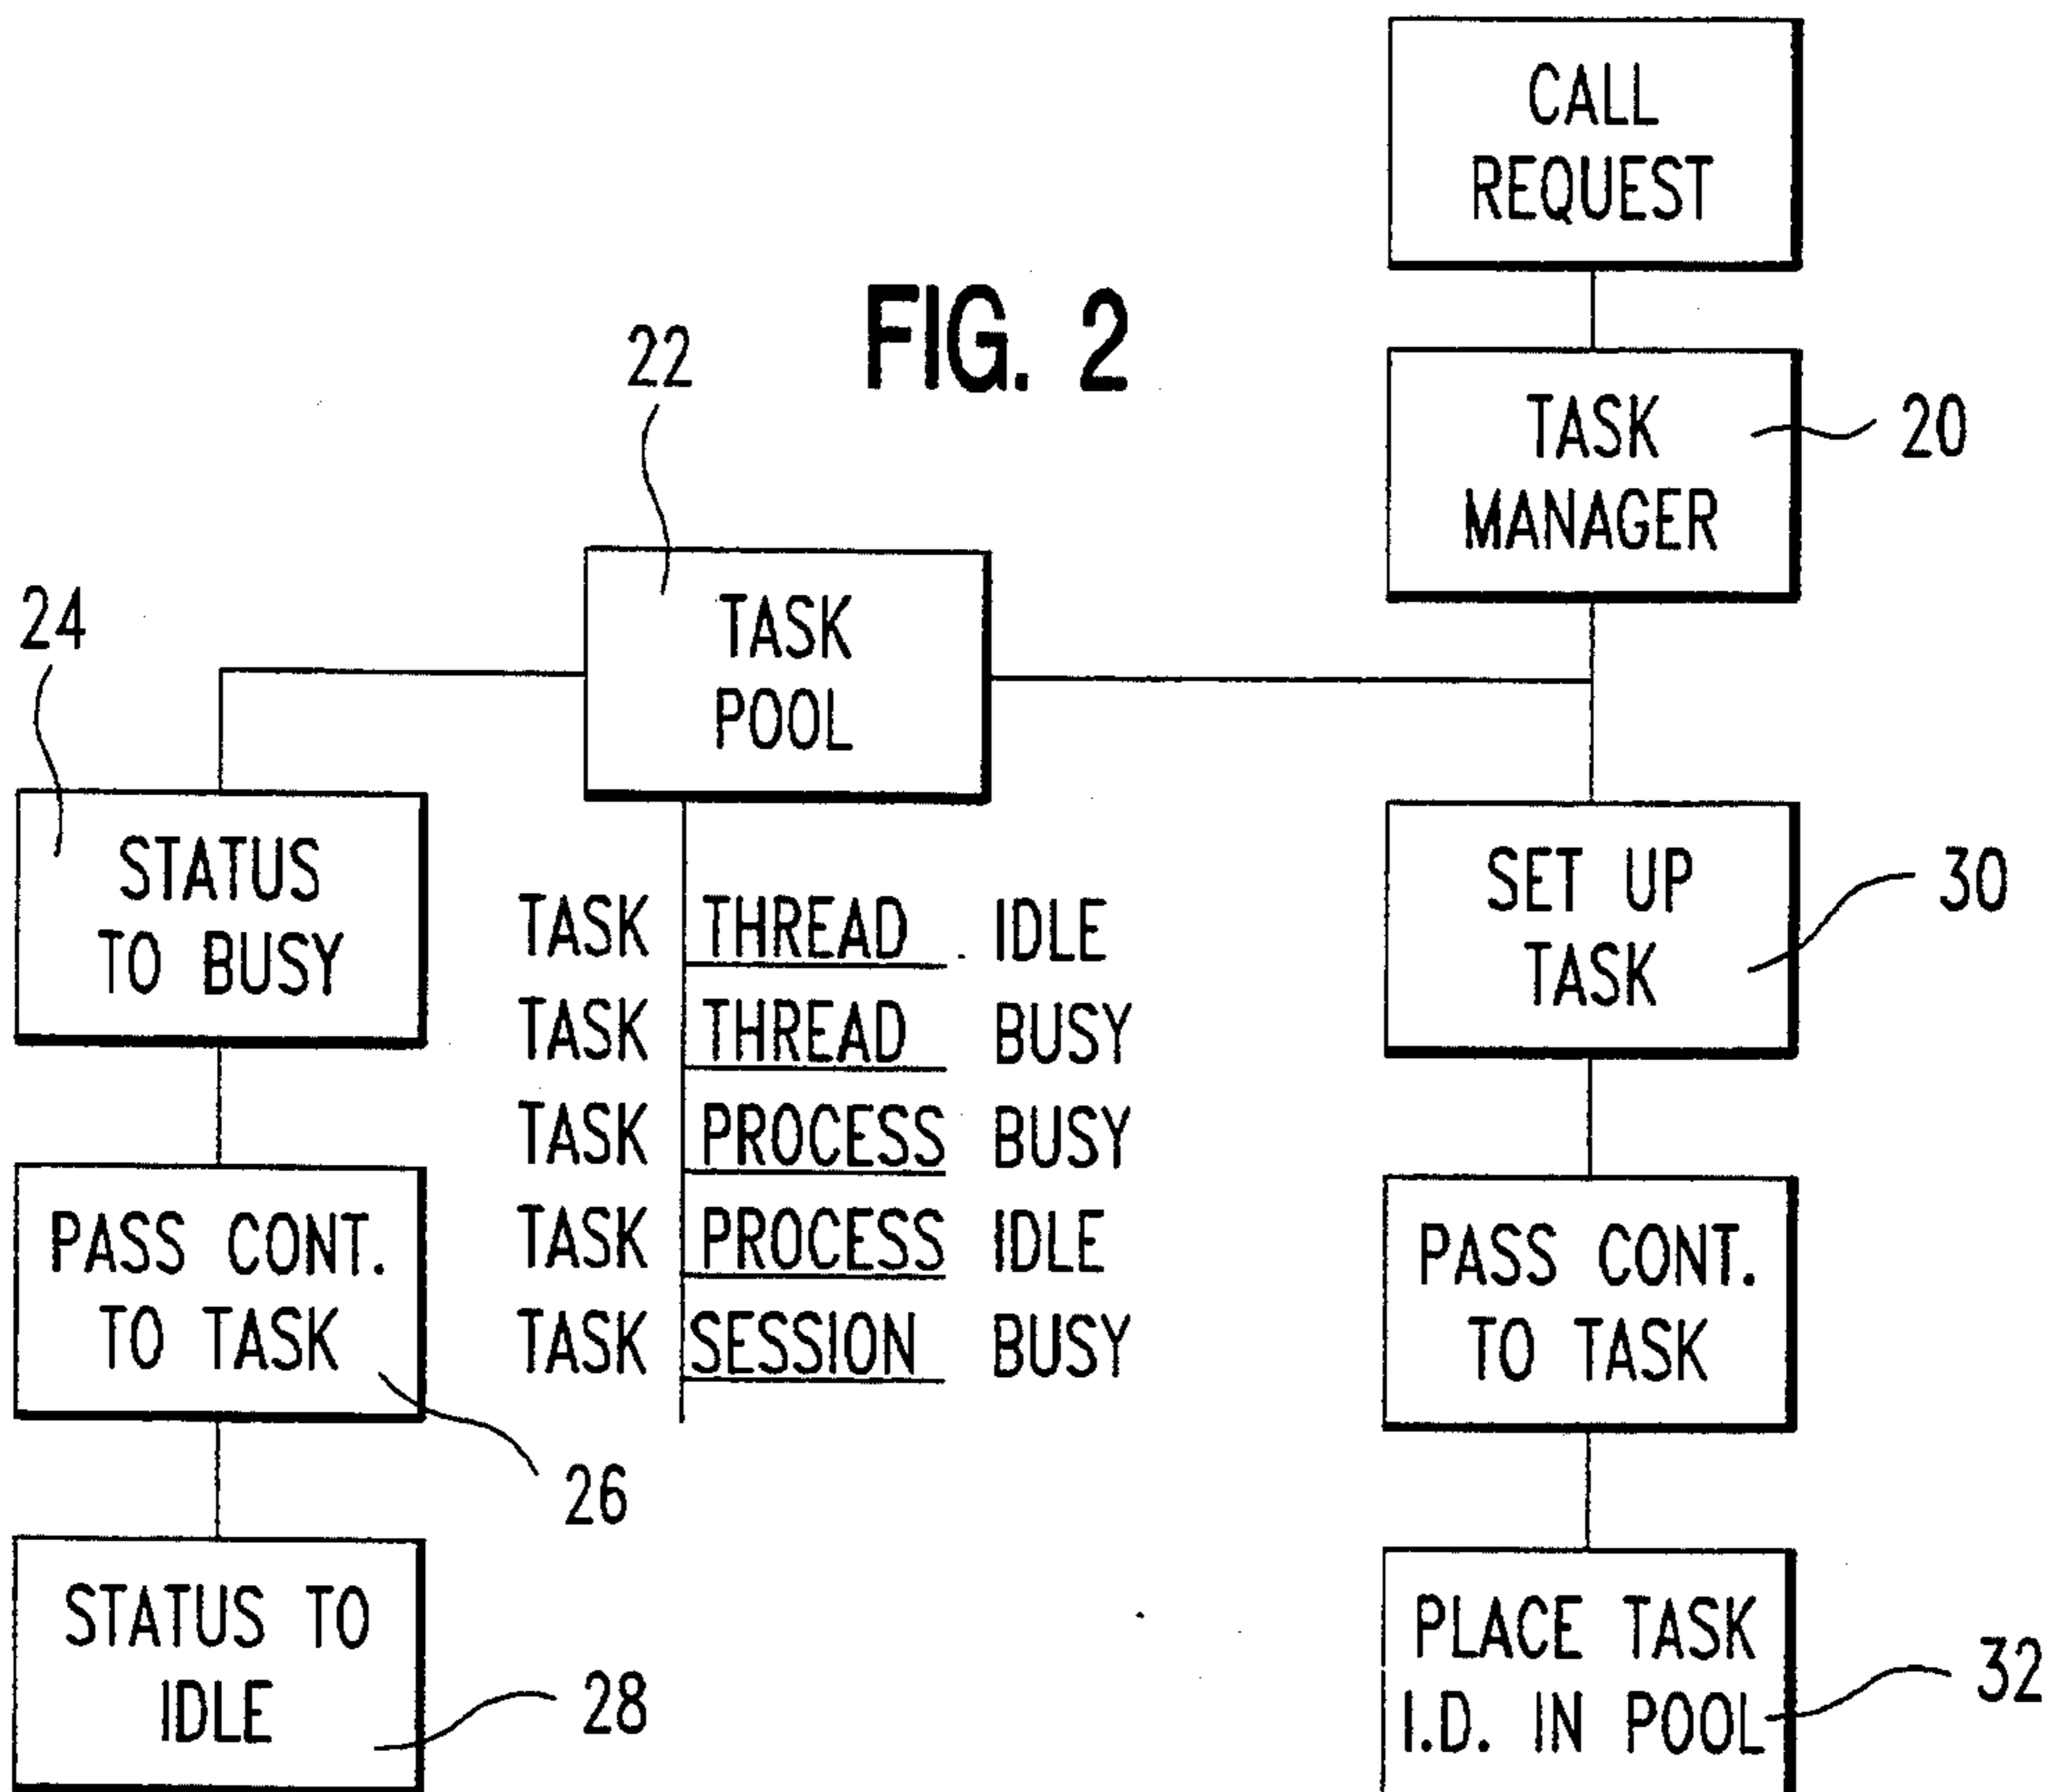 CALL
REQUEST
FIG. 2
22
TASK
MANAGER
20
24
TASK
POOL
STATUS
TO BUSY
SET UP
TASK
30
TASK THREAD IDLE
TASK THREAD BUSY
TASK PROCESS BUSY
TASK PROCESS IDLE
TASK SESSION BUSY
PASS CONT.
TO TASK
26
PASS CONT.
TO TASK
STATUS TO
IDLE
28
PLACE TASK
I.D. IN POOL
32